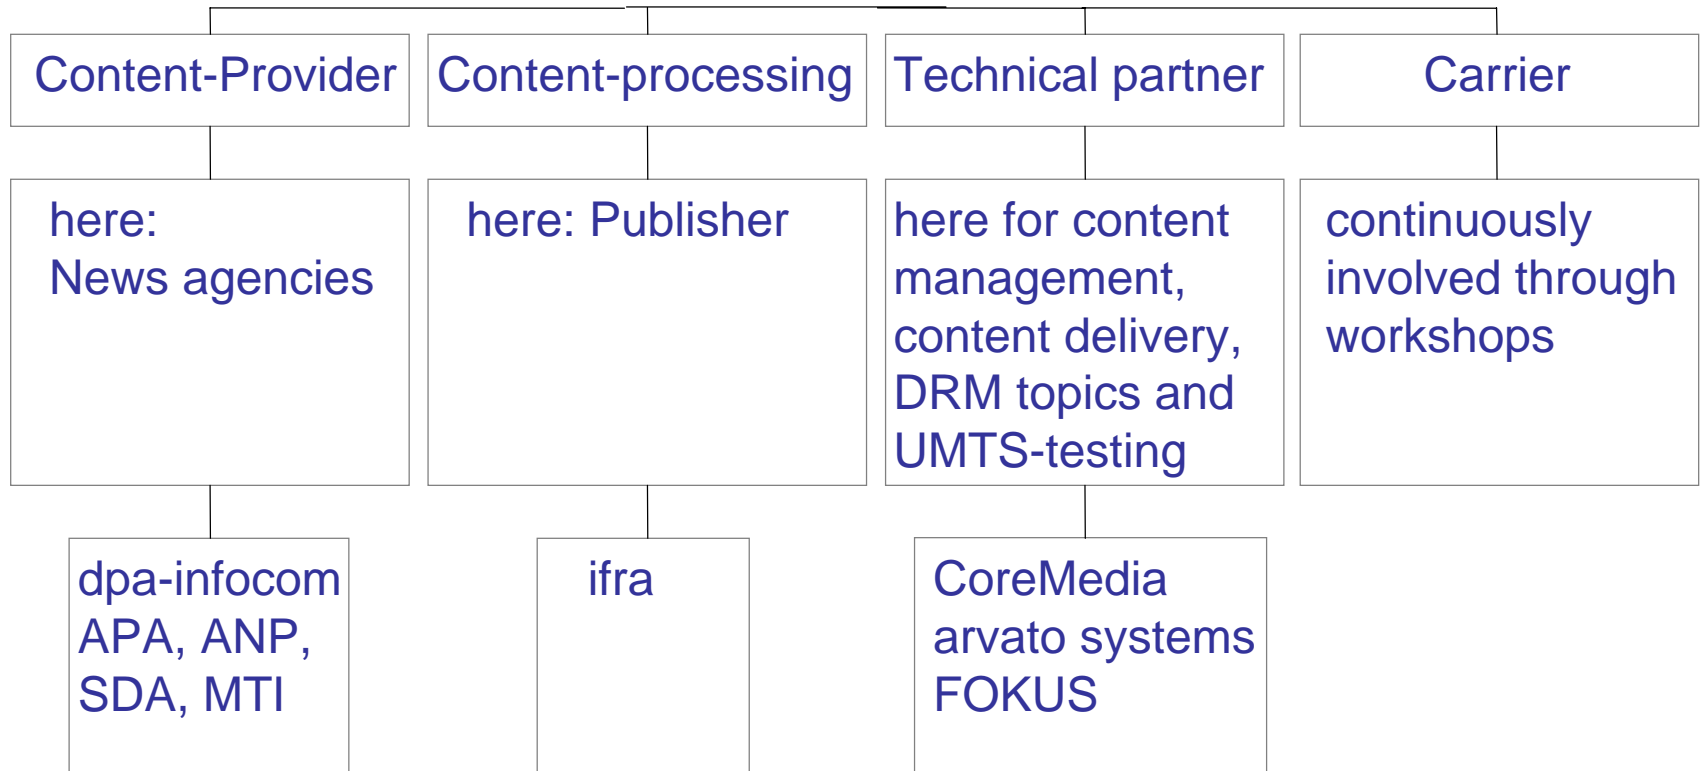 Content-Provider
Content-processing
Technical partner
Carrier
here:
News agencies
here: Publisher
here for content
management,
content delivery,
DRM topics and
UMTS-testing
continuously
involved through
workshops
dpa-infocom
APA, ANP,
SDA, MTI
ifra
CoreMedia
arvato systems
FOKUS